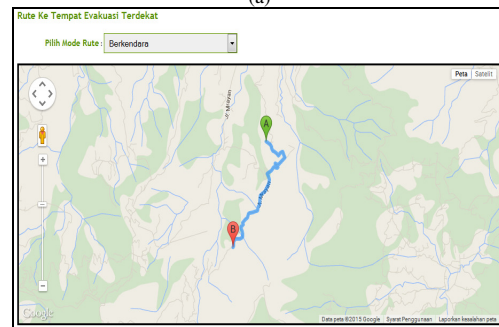 (a)
Rute Ke Tempat Evakuasi Terdekat
Pilih Mode Rute : Berkendara
Peta Satelit
A
B
Google
Data peta ©2015 Google Syarat Penggunaan Laporkan kesalahan peta